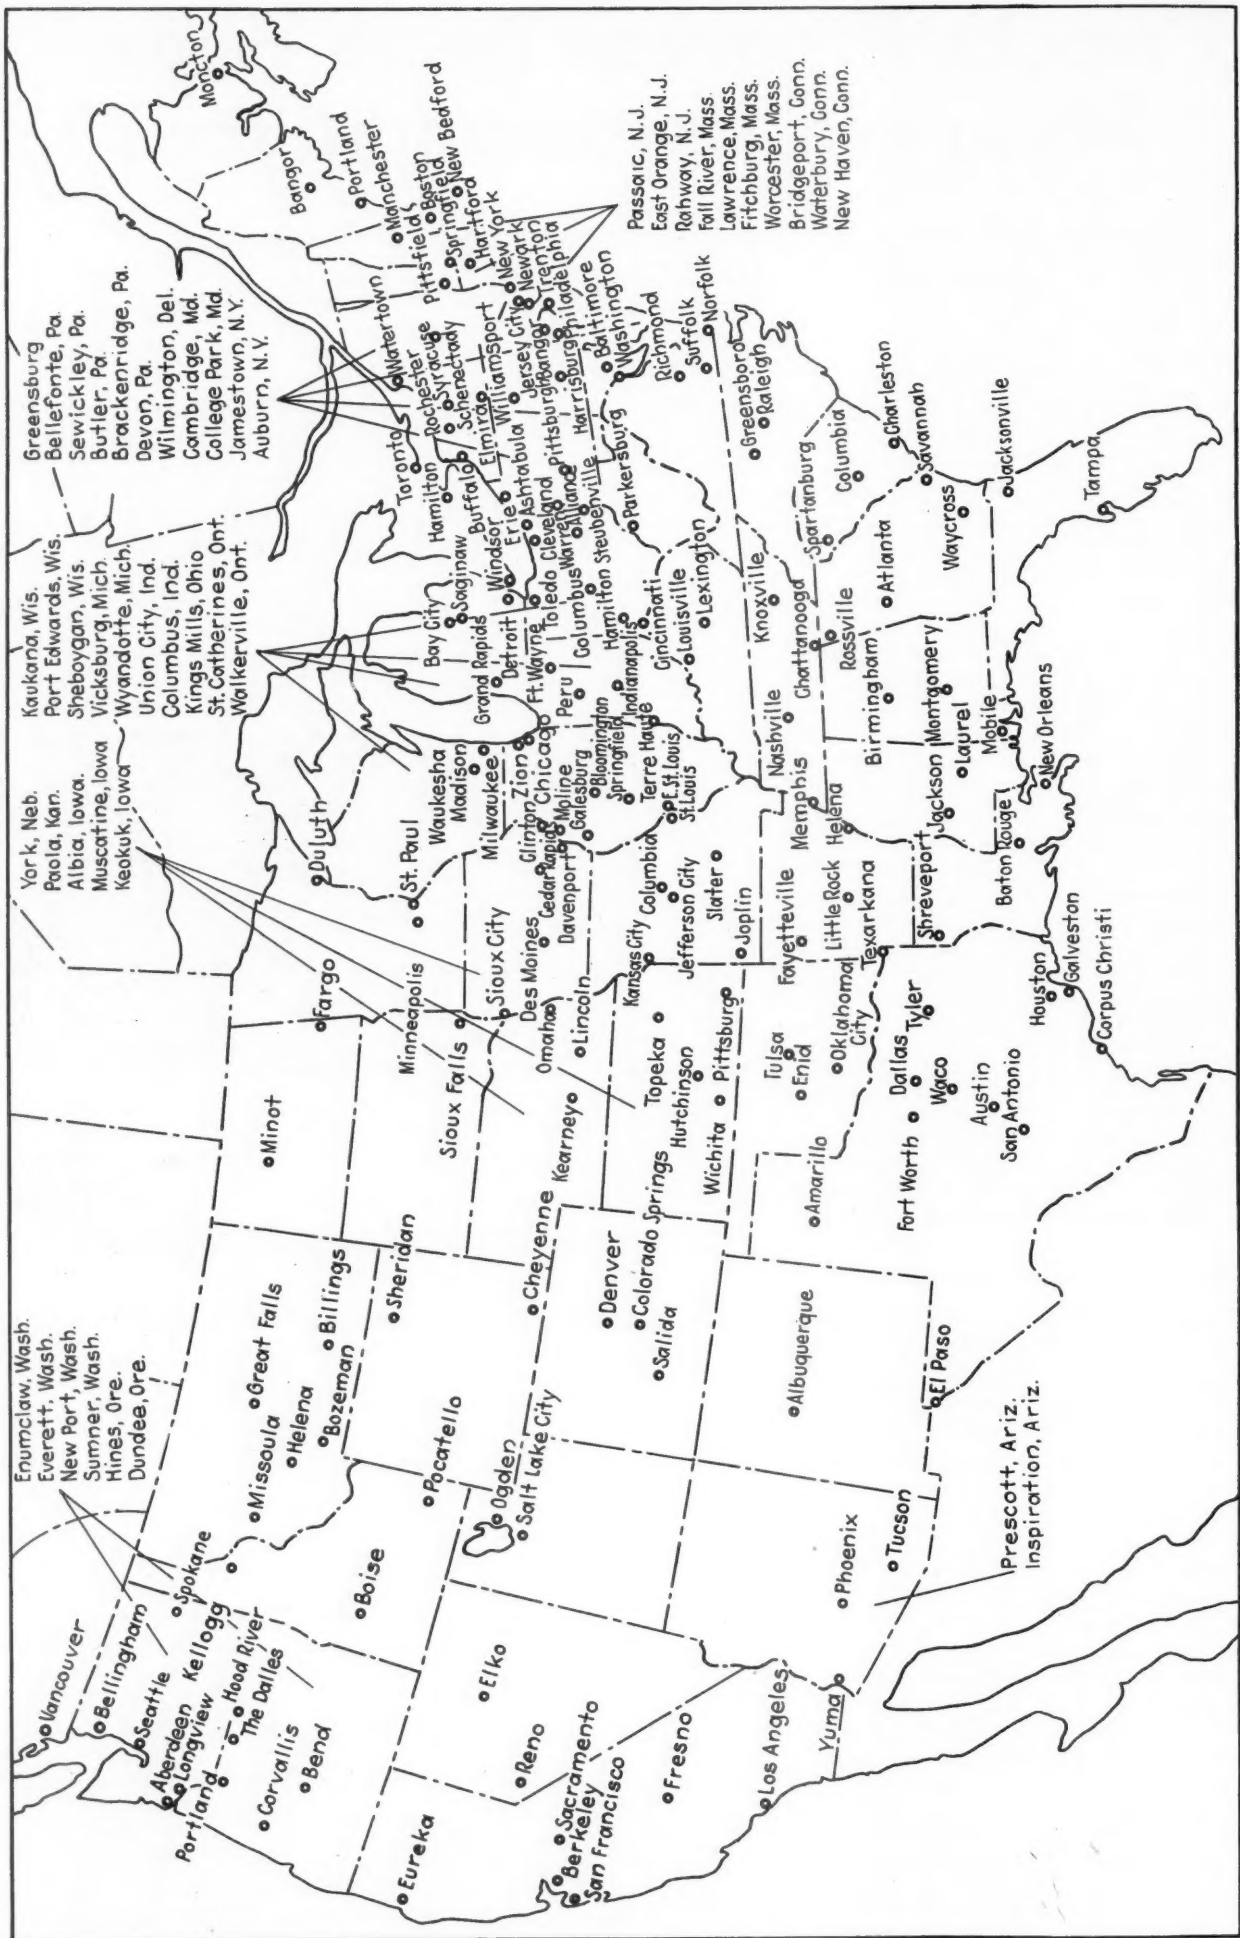 Enumclaw, Wash.
Everett, Wash.
New Port, Wash.
Sumner, Wash.
Hines, Ore.
Dundee, Ore.
York, Neb.
Paola, Kan.
Albia, Iowa.
Muscatine, Iowa
Keokuk, Iowa
Kaukana, Wis.
Port Edwards, Wis.
Sheboygan, Wis.
Vicksburg, Mich.
Wyandotte, Mich.
Union City, Ind.
Columbus, Ind.
Kings Mills, Ohio
St. Catherines, Ont.
Walkerville, Ont.
Greensburg
Bellefonte, Pa.
Sewickley, Pa.
Butler, Pa.
Brackenridge, Pa.
Devon, Pa.
Wilmington, Del.
Cambridge, Md.
College Park, Md.
Jamestown, N.Y.
Auburn, N.Y.
Passaic, N.J.
East Orange, N.J.
Rahway, N.J.
Fall River, Mass.
Lawrence, Mass.
Fitchburg, Mass.
Worcester, Mass.
Bridgeport, Conn.
Waterbury, Conn.
New Haven, Conn.
Prescott, Ariz.
Inspiration, Ariz.
Vancouver
Bellingham
Seattle
Aberdeen
Longview
Portland
Kellogg
Spokane
Hood River
The Dalles
Corvallis
Bend
Eureka
Boise
Pocatello
Missoula
Great Falls
Helena
Bozeman
Billings
Sheridan
Ogden
Salt Lake City
Elko
Reno
Sacramento
Berkeley
San Francisco
Fresno
Los Angeles
Yuma
Phoenix
Tucson
Albuquerque
El Paso
Cheyenne
Denver
Colorado Springs
Salida
Minot
Fargo
Minneapolis
St. Paul
Duluth
Sioux Falls
Sioux City
Des Moines
Omaha
Lincoln
Kearney
Topeka
Hutchinson
Wichita
Pittsburg
Kansas City
Columbia
Jefferson City
Slater
Joplin
Tulsa
Enid
Oklahoma City
Amarillo
Fort Worth
Dallas
Tyler
Waco
Austin
San Antonio
Houston
Galveston
Corpus Christi
Fayetteville
Little Rock
Texarkana
Helena
Shreveport
Baton Rouge
New Orleans
Jackson
Laurel
Mobile
Memphis
Nashville
Knoxville
Chattanooga
Rossville
Birmingham
Montgomery
Atlanta
Waycross
Savannah
Jacksonville
Tampa
Charleston
Columbia
Spartanburg
Greensboro
Raleigh
Waukesha
Madison
Milwaukee
Zion
Chicago
Clinton
Cedar Rapids
Davenport
Moline
Galesburg
Bloomington
Springfield
E. St. Louis
St. Louis
Terre Haute
Indianapolis
Peru
Ft. Wayne
Grand Rapids
Detroit
Bay City
Saginaw
Windsor
Toledo
Cleveland
Columbus
Hamilton
Cincinnati
Louisville
Lexington
Steubenville
Parkersburg
Warren
Alliance
Ashtabula
Erie
Pittsburgh
Buffalo
Hamilton
Toronto
Rochester
Syracuse
Schenectady
Watertown
Elmira
Williamsport
Jersey City
Bangor
Harrisburg
Philadelphia
Trenton
Newark
New York
Hartford
Springfield
Pittsfield
Boston
New Bedford
Manchester
Portland
Bangor
Moncton
Baltimore
Washington
Richmond
Suffolk
Norfolk